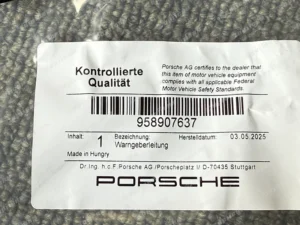 Kontrollierte
Qualität
Porsche AG certifies to the dealer that
this item of motor vehicle equipment
complies with all applicable Federal
Motor Vehicle Safety Standards.
958907637
Inhalt: Bezeichnung: Herstelldatum: 03.05.2025
1 Warngeberleitung
Made in Hungry
Dr.Ing. h.c.F.Porsche AG./Porscheplatz // D-70435 Stuttgart
PORSCHE